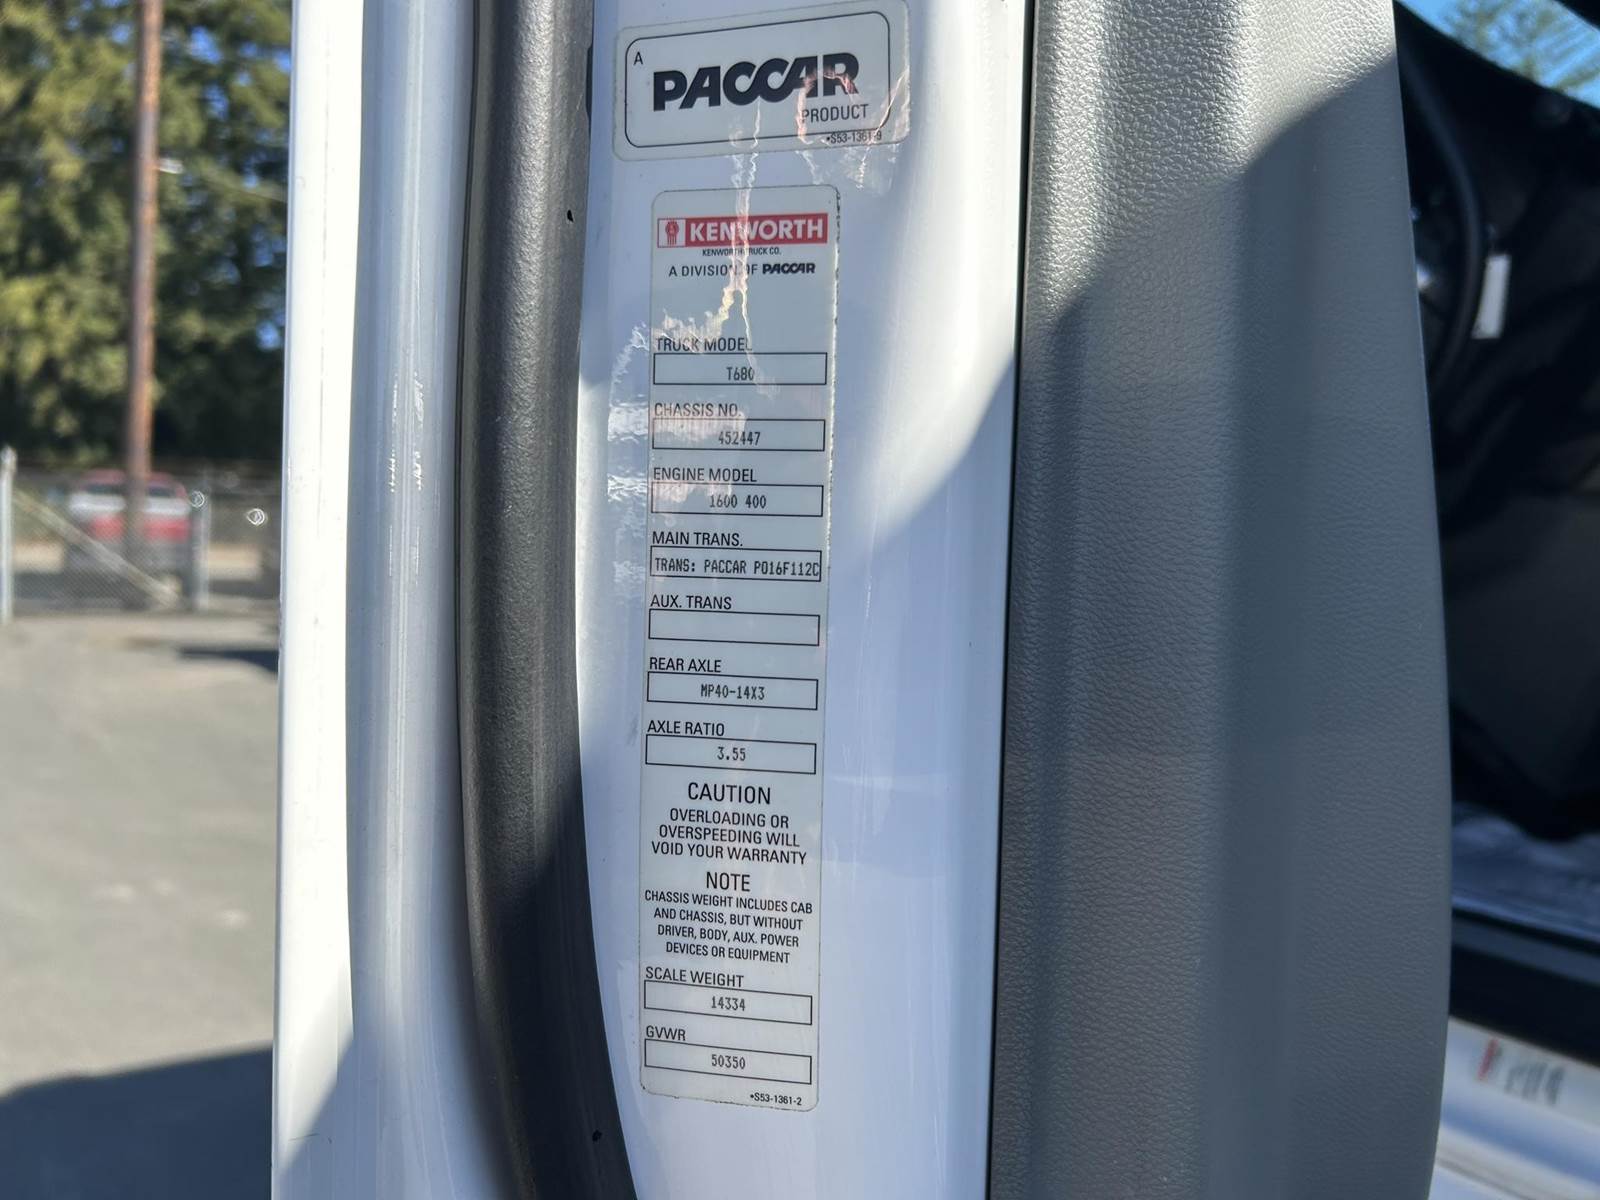 A
PACCAR
PRODUCT
•S53-1361-9
KENWORTH
KENWORTH TRUCK CO.
A DIVISION OF PACCAR
TRUCK MODEL
T680
CHASSIS NO.
452447
ENGINE MODEL
1600 400
MAIN TRANS.
TRANS: PACCAR PO16F112C
AUX. TRANS
REAR AXLE
MP40-14X3
AXLE RATIO
3.55
CAUTION
OVERLOADING OR
OVERSPEEDING WILL
VOID YOUR WARRANTY
NOTE
CHASSIS WEIGHT INCLUDES CAB
AND CHASSIS, BUT WITHOUT
DRIVER, BODY, AUX. POWER
DEVICES OR EQUIPMENT
SCALE WEIGHT
14334
GVWR
50350
•S53-1361-2